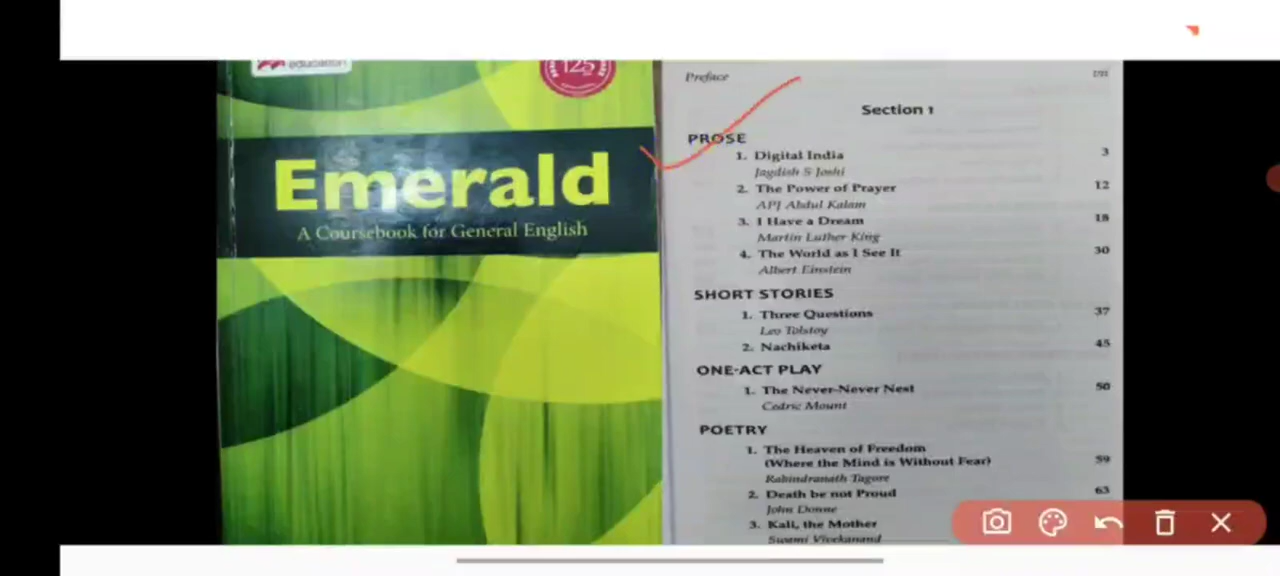 education
125
Emerald
A Coursebook for General English
Preface
Section 1
PROSE
1. Digital India 3
Jagdish S Joshi
2. The Power of Prayer 12
APJ Abdul Kalam
3. I Have a Dream 18
Martin Luther King
4. The World as I See It 30
Albert Einstein
SHORT STORIES
1. Three Questions 37
Leo Tolstoy
2. Nachiketa 45
ONE-ACT PLAY
1. The Never-Never Nest 50
Cedric Mount
POETRY
1. The Heaven of Freedom
(Where the Mind is Without Fear) 59
Rabindranath Tagore
2. Death be not Proud 63
John Donne
3. Kali, the Mother
Swami Vivekanand